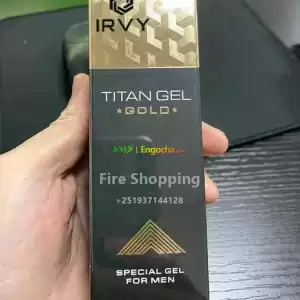 IRVY
TITAN GEL
GOLD
Engocha
Fire Shopping
+251937144128
SPECIAL GEL
FOR MEN